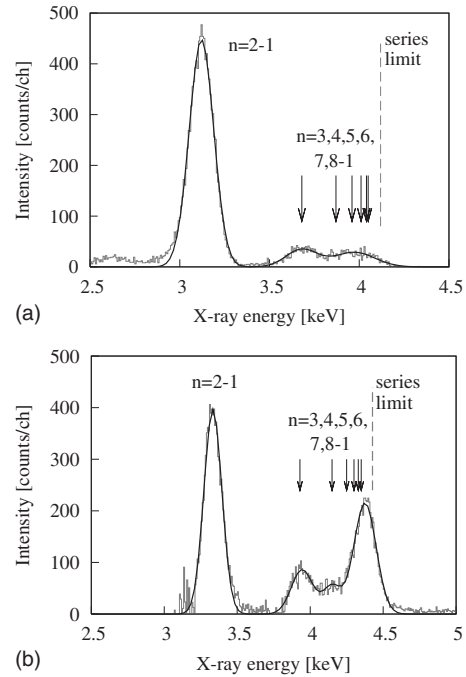 500
400
300
200
100
0
Intensity [counts/ch]
n=2-1
series
limit
n=3,4,5,6,
7,8-1
2.5 3 3.5 4 4.5
X-ray energy [keV]
(a)
500
400
300
200
100
0
Intensity [counts/ch]
n=2-1
series
limit
n=3,4,5,6,
7,8-1
2.5 3 3.5 4 4.5 5
X-ray energy [keV]
(b)